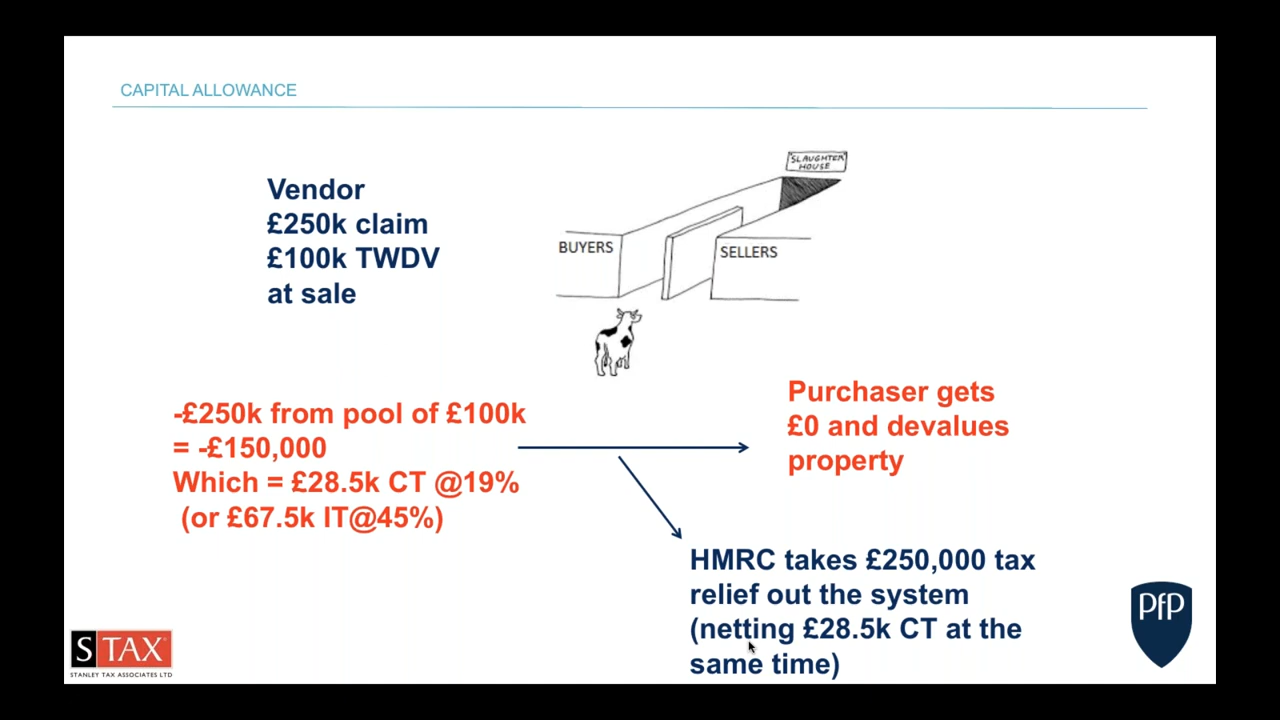 CAPITAL ALLOWANCE
Vendor
£250k claim
£100k TWDV
at sale
SLAUGHTER
HOUSE
BUYERS
SELLERS
-£250k from pool of £100k
= -£150,000
Which = £28.5k CT @19%
(or £67.5k IT@45%)
Purchaser gets
£0 and devalues
property
HMRC takes £250,000 tax
relief out the system
(netting £28.5k CT at the
same time)
S TAX
STANLEY TAX ASSOCIATES LTD
PfP